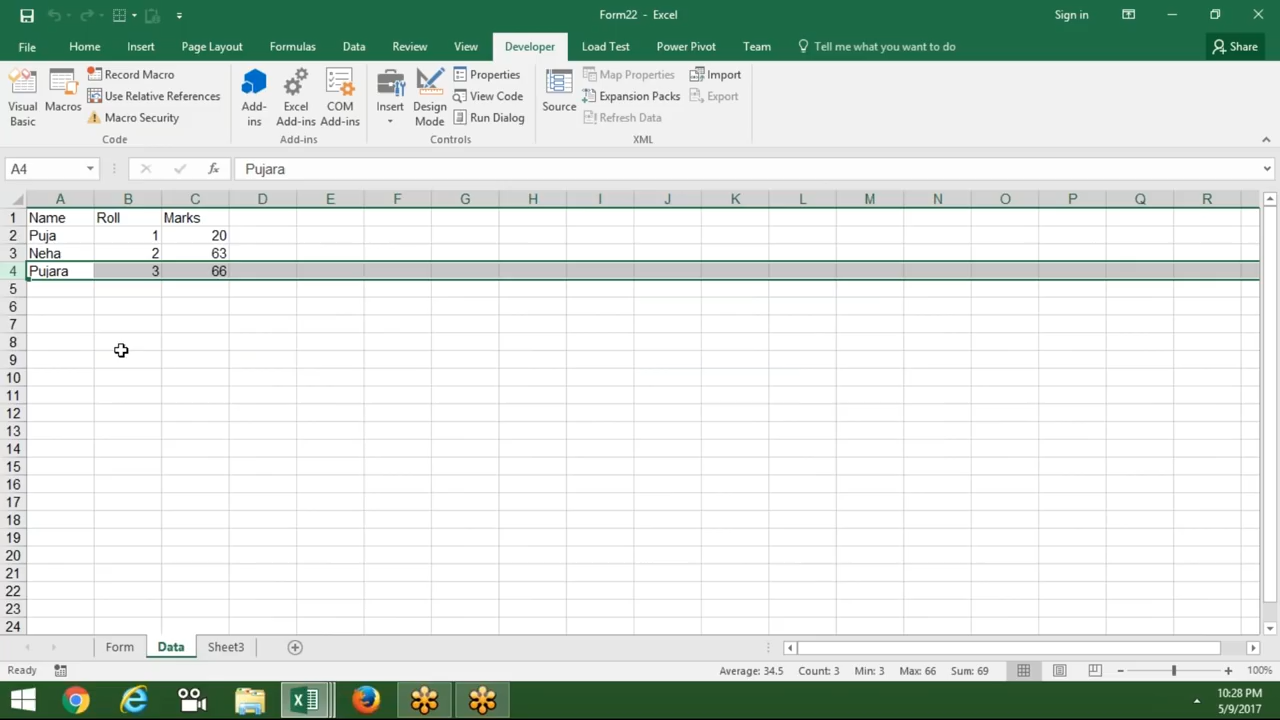 Form22 - Excel
Sign in
File Home Insert Page Layout Formulas Data Review View Developer Load Test Power Pivot Team Tell me what you want to do Share
Visual Basic
Macros
Record Macro
Use Relative References
Macro Security
Code
Add-ins
Excel Add-ins
COM Add-ins
Add-ins
Insert
Design Mode
Properties
View Code
Run Dialog
Controls
Source
Map Properties
Expansion Packs
Refresh Data
Import
Export
XML
A4 fx Pujara
A B C D E F G H I J K L M N O P Q R
1 Name Roll Marks
2 Puja 1 20
3 Neha 2 63
4 Pujara 3 66
5
6
7
8
9
10
11
12
13
14
15
16
17
18
19
20
21
22
23
24
Form Data Sheet3
Ready Average: 34.5 Count: 3 Min: 3 Max: 66 Sum: 69 100%
10:28 PM
5/9/2017